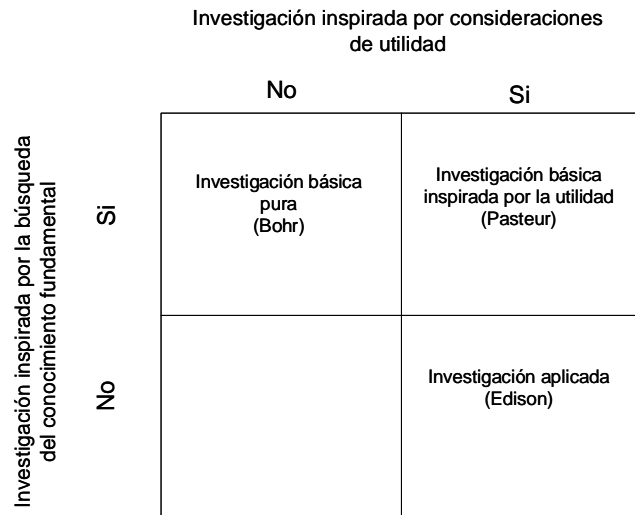 Investigación inspirada por consideraciones
de utilidad
No
Si
Investigación inspirada por la búsqueda
del conocimiento fundamental
Si
Investigación básica
pura
(Bohr)
Investigación básica
inspirada por la utilidad
(Pasteur)
No
Investigación aplicada
(Edison)